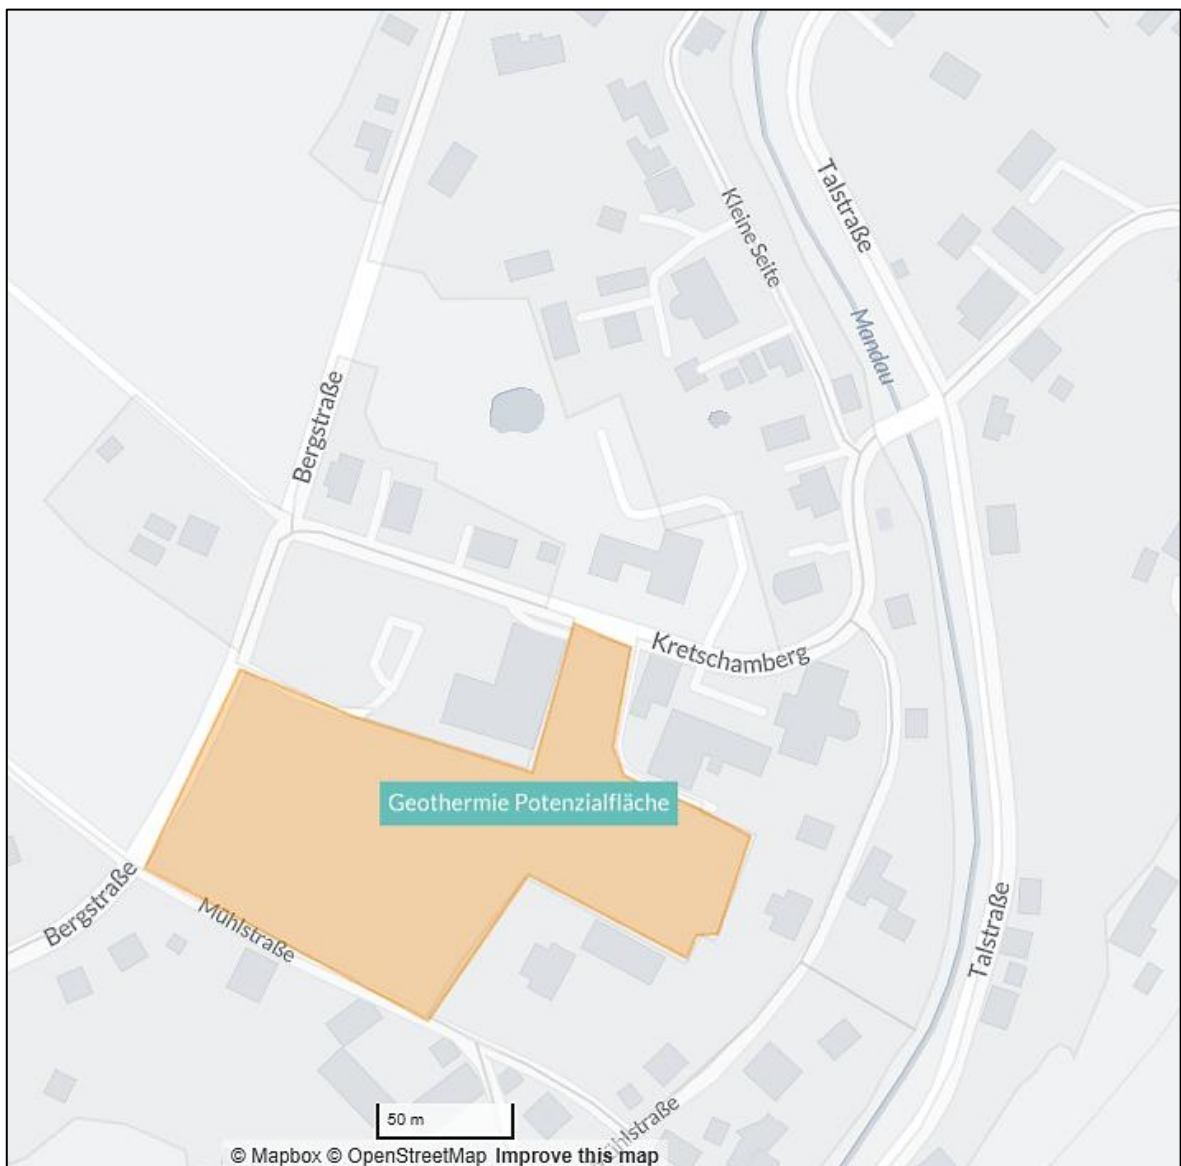 Talstraße
Kleine Seite
Mandau
Bergstraße
Kretschamberg
Geothermie Potenzialfläche
Bergstraße
Mühlstraße
Talstraße
50 m
Mühlstraße
© Mapbox © OpenStreetMap Improve this map